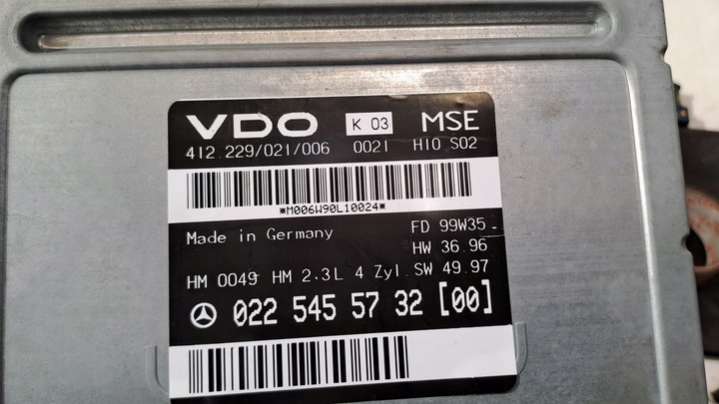 VDO K 03 MSE
412.229/021/006 0021 H10 S02
*M006W90L10024*
Made in Germany FD 99W35
HW 36.96
HM 0049 HM 2.3L 4 Zyl. SW 49.97
022 545 57 32 [00]